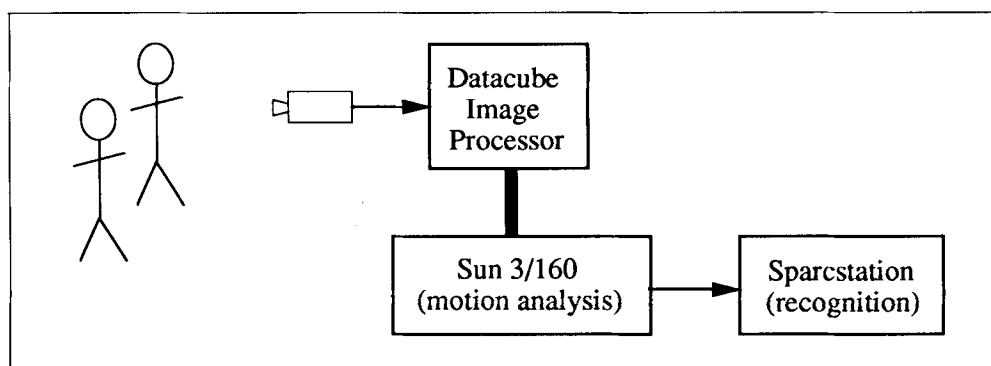 Datacube
Image
Processor
Sun 3/160
(motion analysis)
Sparcstation
(recognition)